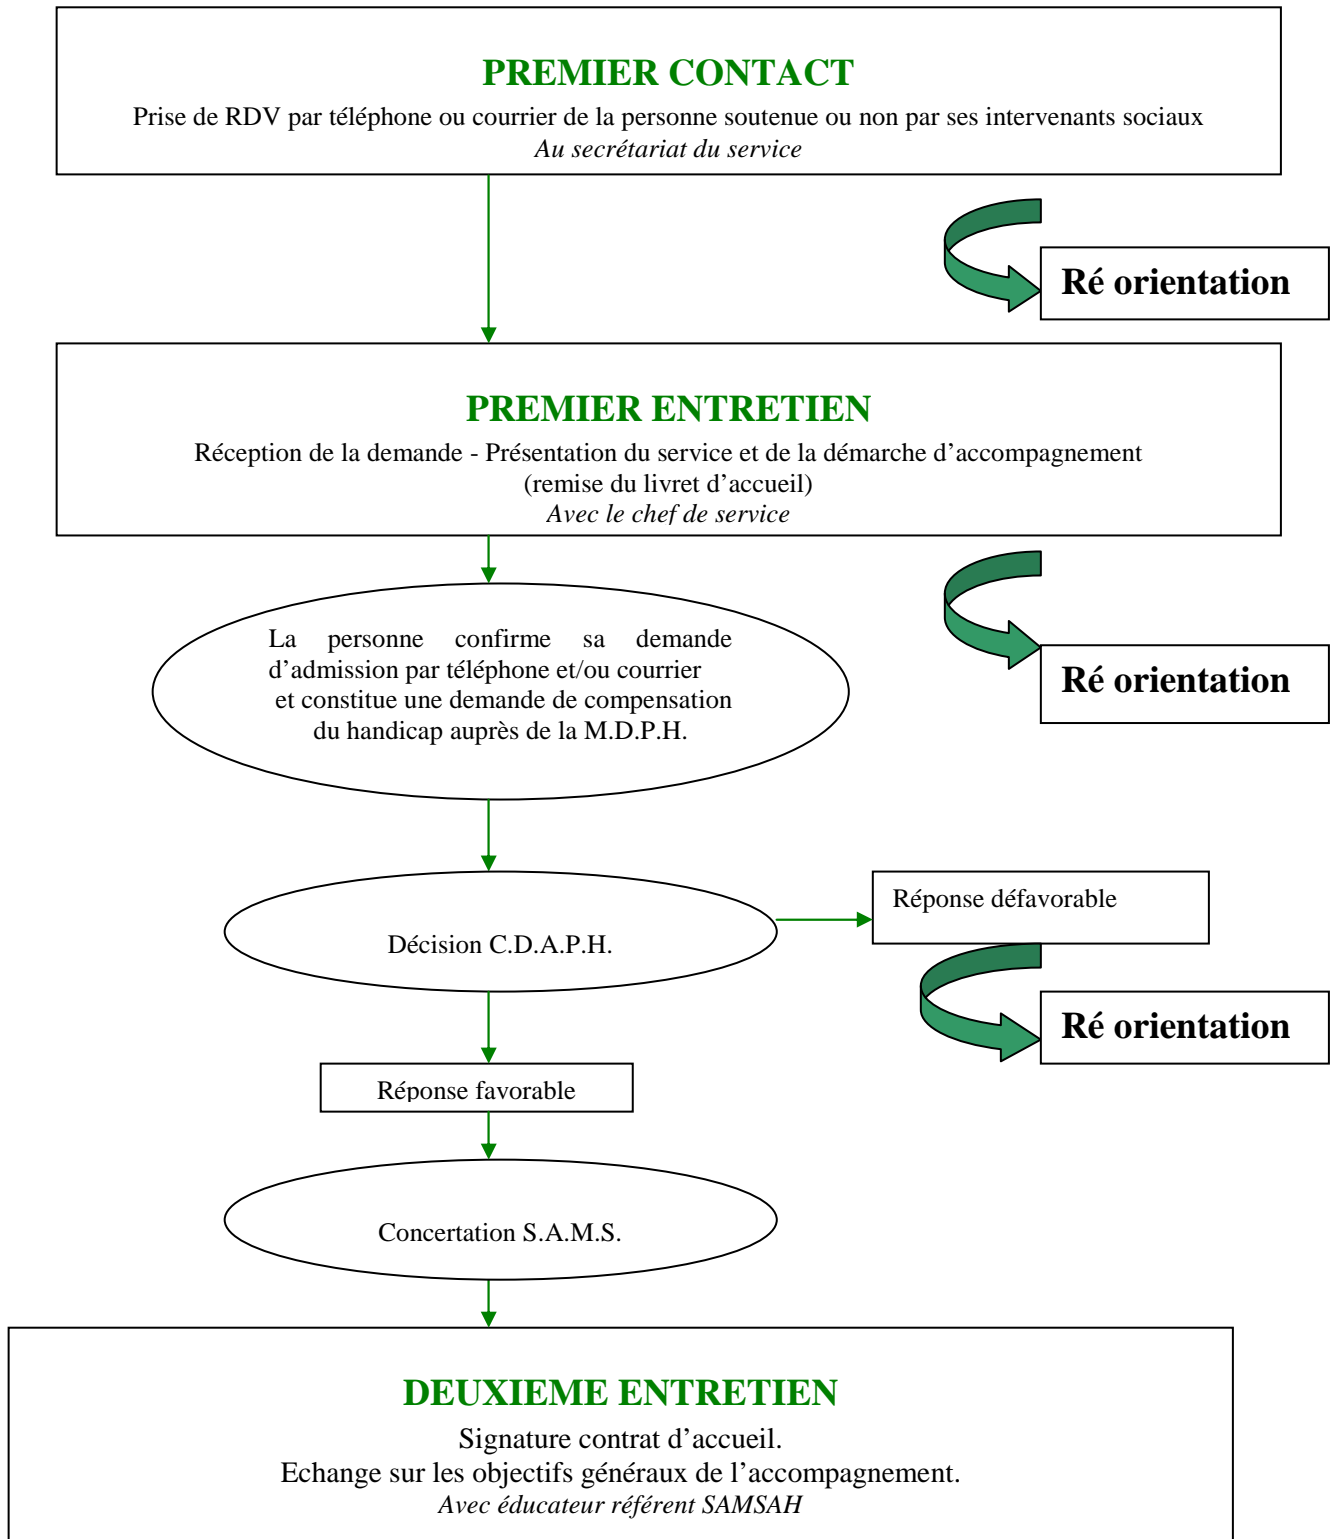 PREMIER CONTACT
Prise de RDV par téléphone ou courrier de la personne soutenue ou non par ses intervenants sociaux
Au secrétariat du service
Ré orientation
PREMIER ENTRETIEN
Réception de la demande - Présentation du service et de la démarche d’accompagnement
(remise du livret d’accueil)
Avec le chef de service
La personne confirme sa demande
d’admission par téléphone et/ou courrier
et constitue une demande de compensation
du handicap auprès de la M.D.P.H.
Ré orientation
Décision C.D.A.P.H.
Réponse défavorable
Ré orientation
Réponse favorable
Concertation S.A.M.S.
DEUXIEME ENTRETIEN
Signature contrat d’accueil.
Echange sur les objectifs généraux de l’accompagnement.
Avec éducateur référent SAMSAH